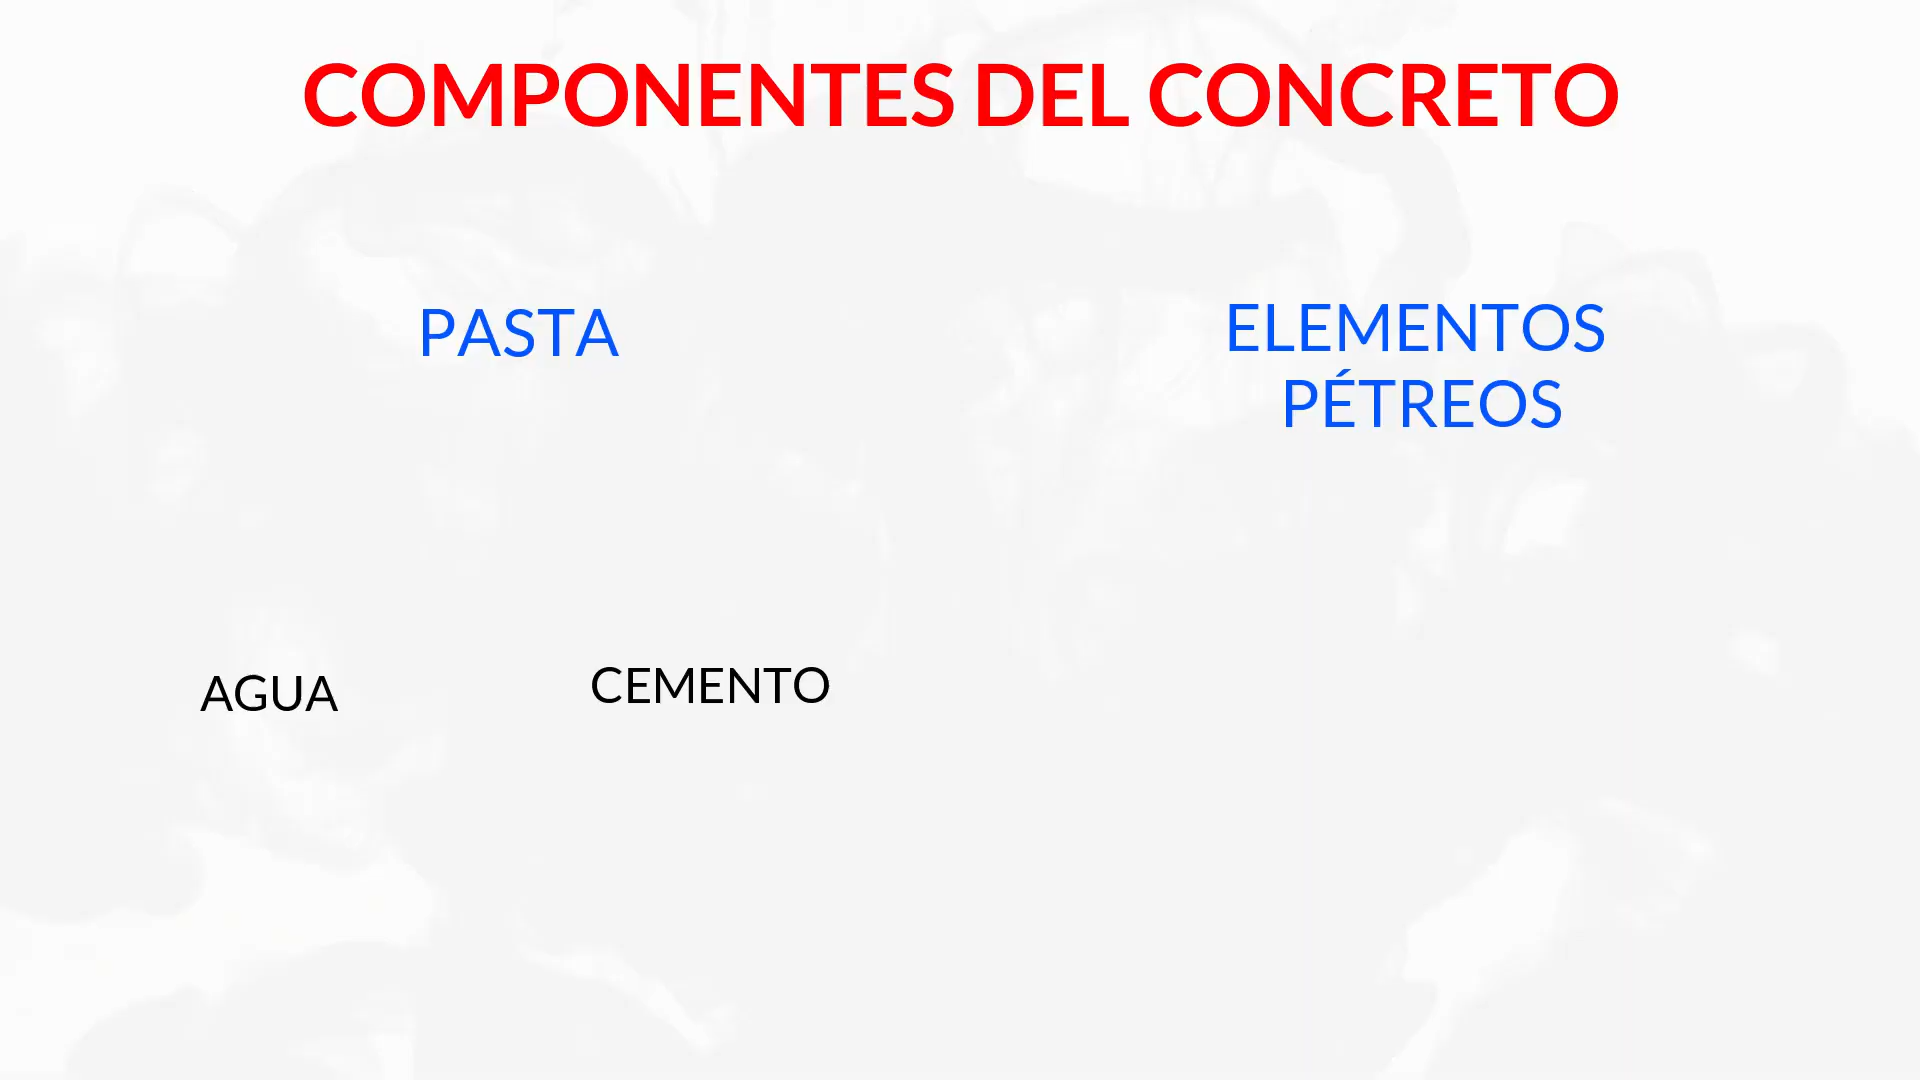 COMPONENTES DEL CONCRETO
PASTA
ELEMENTOS
PÉTREOS
AGUA
CEMENTO